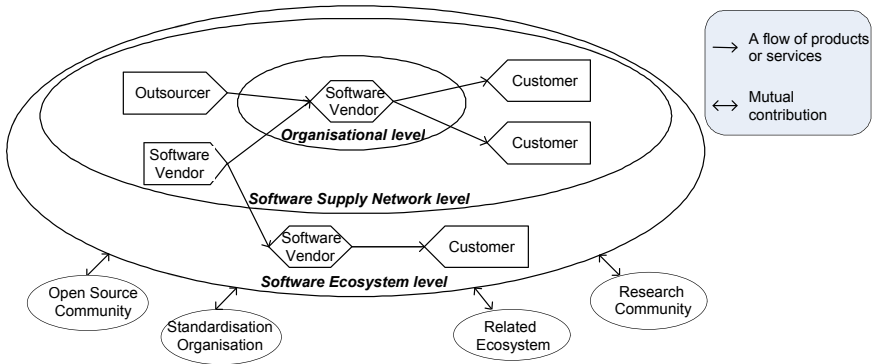 A flow of products
or services
Mutual
contribution
Outsourcer
Software
Vendor
Customer
Customer
Organisational level
Software
Vendor
Software Supply Network level
Software
Vendor
Customer
Software Ecosystem level
Open Source
Community
Standardisation
Organisation
Related
Ecosystem
Research
Community